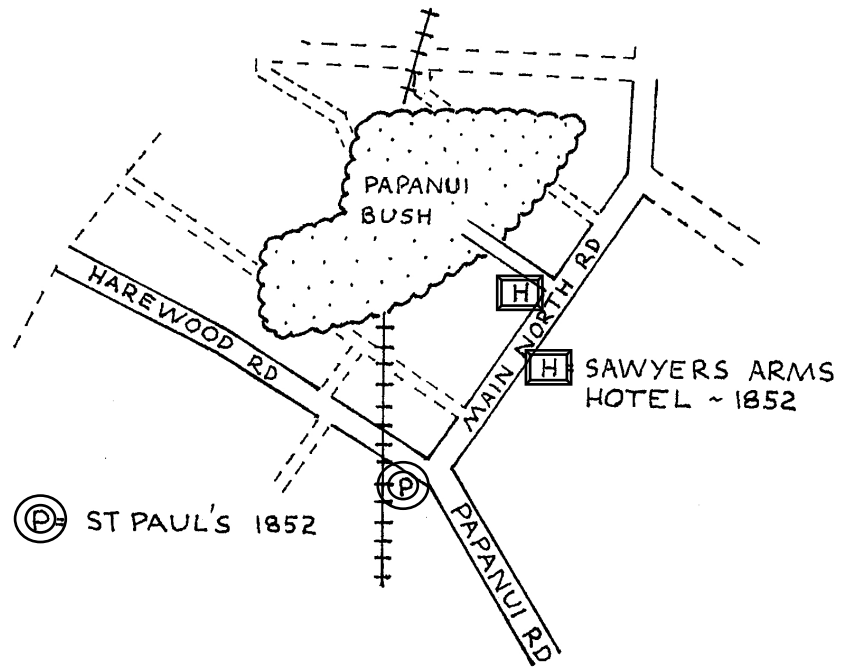 PAPANUI
BUSH
HAREWOOD RD
MAIN NORTH RD
H
H
SAWYERS ARMS
HOTEL ~ 1852
P
P
ST PAUL'S 1852
PAPANUI RD